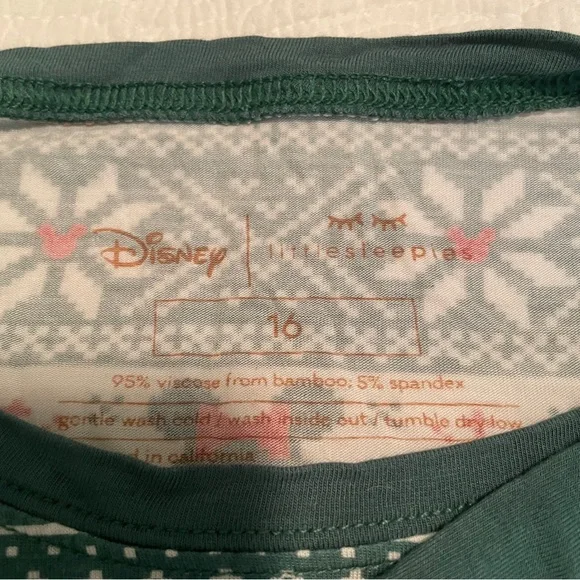 Disney | littlesleepies
16
95% viscose from bamboo; 5% spandex
gentle wash cold / wash inside out / tumble dry low
in california